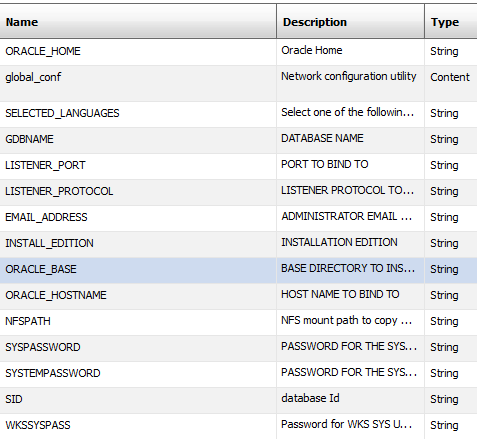 Name Description Type
ORACLE_HOME Oracle Home String
global_conf Network configuration utility Content
SELECTED_LANGUAGES Select one of the followin... String
GDBNAME DATABASE NAME String
LISTENER_PORT PORT TO BIND TO String
LISTENER_PROTOCOL LISTENER PROTOCOL TO... String
EMAIL_ADDRESS ADMINISTRATOR EMAIL ... String
INSTALL_EDITION INSTALLATION EDITION String
ORACLE_BASE BASE DIRECTORY TO INS... String
ORACLE_HOSTNAME HOST NAME TO BIND TO String
NFSPATH NFS mount path to copy ... String
SYSPASSWORD PASSWORD FOR THE SYS... String
SYSTEMPASSWORD PASSWORD FOR THE SYS... String
SID database Id String
WKSSYSPASS Password for WKS SYS U... String